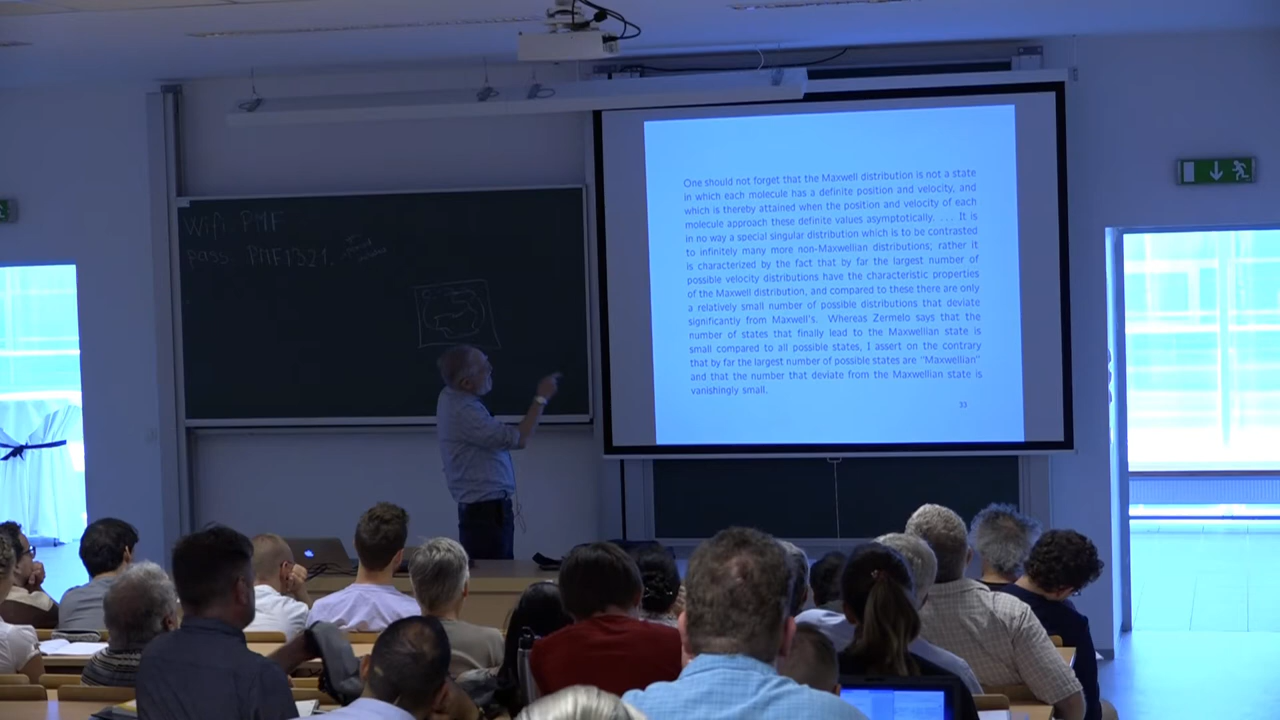 Wifi: PMF
pass: PMF1321.
One should not forget that the Maxwell distribution is not a state
in which each molecule has a definite position and velocity, and
which is thereby attained when the position and velocity of each
molecule approach these definite values asymptotically. ... It is
in no way a special singular distribution which is to be contrasted
to infinitely many more non-Maxwellian distributions; rather it
is characterized by the fact that by far the largest number of
possible velocity distributions have the characteristic properties
of the Maxwell distribution, and compared to these there are only
a relatively small number of possible distributions that deviate
significantly from Maxwell's. Whereas Zermelo says that the
number of states that finally lead to the Maxwellian state is
small compared to all possible states, I assert on the contrary
that by far the largest number of possible states are "Maxwellian"
and that the number that deviate from the Maxwellian state is
vanishingly small.
33